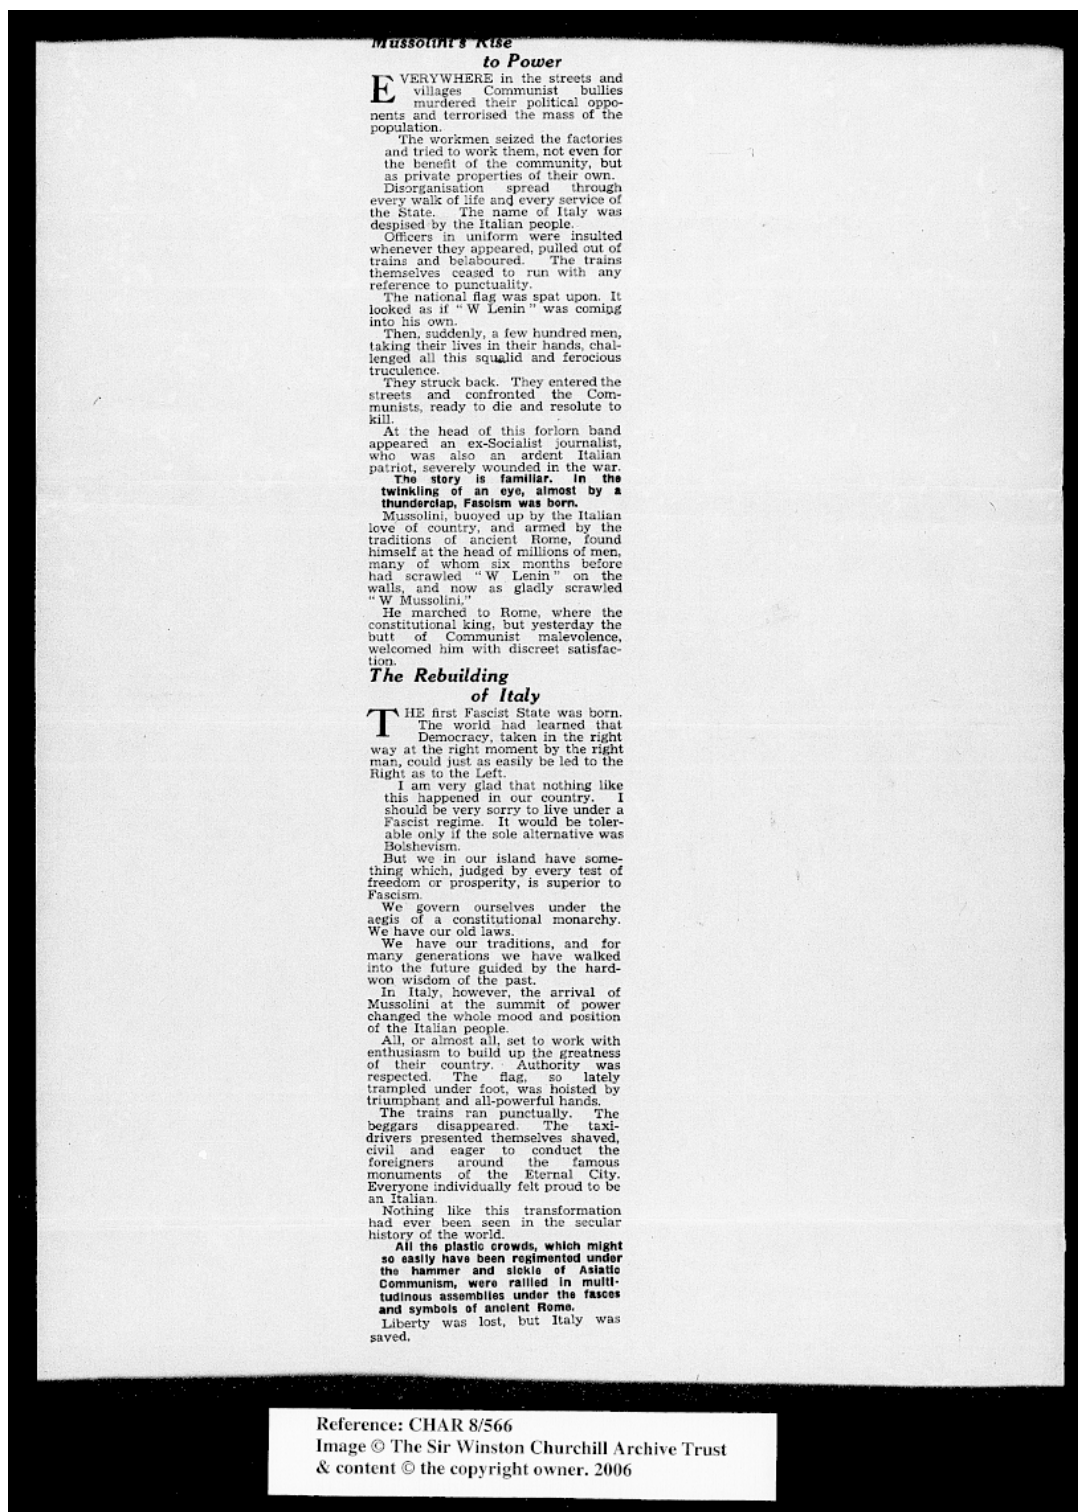 Mussolini's Rise
to Power
EVERYWHERE in the streets and
villages Communist bullies
murdered their political oppo-
nents and terrorised the mass of the
population.
The workmen seized the factories
and tried to work them, not even for
the benefit of the community, but
as private properties of their own.
Disorganisation spread through
every walk of life and every service of
the State. The name of Italy was
despised by the Italian people.
Officers in uniform were insulted
whenever they appeared, pulled out of
trains and belaboured. The trains
themselves ceased to run with any
reference to punctuality.
The national flag was spat upon. It
looked as if "W Lenin" was coming
into his own.
Then, suddenly, a few hundred men,
taking their lives in their hands, chal-
lenged all this squalid and ferocious
truculence.
They struck back. They entered the
streets and confronted the Com-
munists, ready to die and resolute to
kill.
At the head of this forlorn band
appeared an ex-Socialist journalist,
who was also an ardent Italian
patriot, severely wounded in the war.
The story is familiar. In the
twinkling of an eye, almost by a
thunderclap, Fascism was born.
Mussolini, buoyed up by the Italian
love of country, and armed by the
traditions of ancient Rome, found
himself at the head of millions of men,
many of whom six months before
had scrawled "W Lenin" on the
walls, and now as gladly scrawled
"W Mussolini."
He marched to Rome, where the
constitutional king, but yesterday the
butt of Communist malevolence,
welcomed him with discreet satisfac-
tion.
The Rebuilding
of Italy
THE first Fascist State was born.
The world had learned that
Democracy, taken in the right
way at the right moment by the right
man, could just as easily be led to the
Right as to the Left.
I am very glad that nothing like
this happened in our country. I
should be very sorry to live under a
Fascist regime. It would be toler-
able only if the sole alternative was
Bolshevism.
But we in our island have some-
thing which, judged by every test of
freedom or prosperity, is superior to
Fascism.
We govern ourselves under the
aegis of a constitutional monarchy.
We have our old laws.
We have our traditions, and for
many generations we have walked
into the future guided by the hard-
won wisdom of the past.
In Italy, however, the arrival of
Mussolini at the summit of power
changed the whole mood and position
of the Italian people.
All, or almost all, set to work with
enthusiasm to build up the greatness
of their country. Authority was
respected. The flag, so lately
trampled under foot, was hoisted by
triumphant and all-powerful hands.
The trains ran punctually. The
beggars disappeared. The taxi-
drivers presented themselves shaved,
civil and eager to conduct the
foreigners around the famous
monuments of the Eternal City.
Everyone individually felt proud to be
an Italian.
Nothing like this transformation
had ever been seen in the secular
history of the world.
All the plastic crowds, which might
so easily have been regimented under
the hammer and sickle of Asiatic
Communism, were rallied in multi-
tudinous assemblies under the fasces
and symbols of ancient Rome.
Liberty was lost, but Italy was
saved,
Reference: CHAR 8/566
Image © The Sir Winston Churchill Archive Trust
& content © the copyright owner. 2006